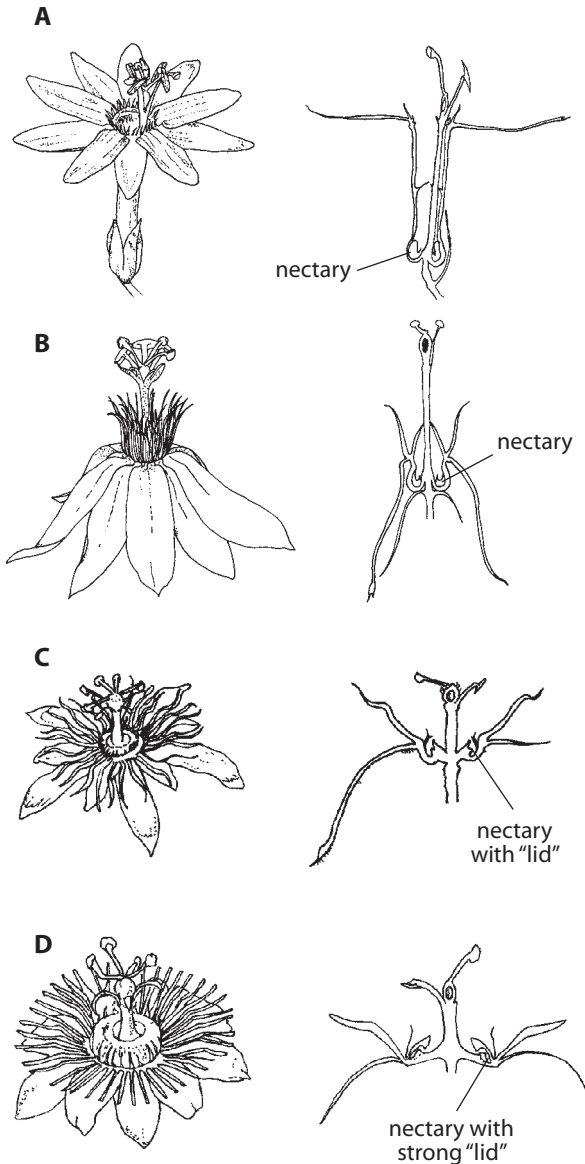 A
nectary
B
nectary
C
nectary
with “lid”
D
nectary with
strong “lid”